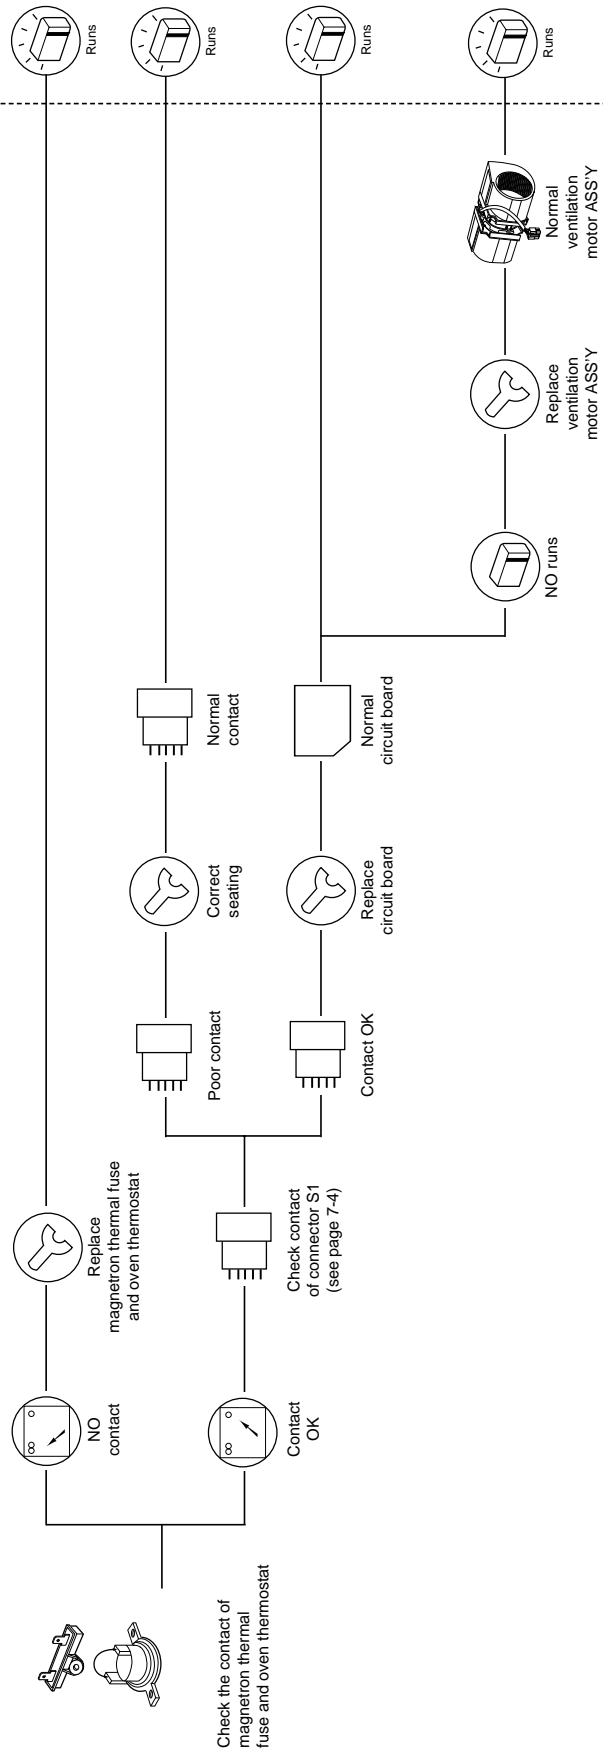 Check the contact of
magnetron thermal
fuse and oven thermostat
NO
contact
Replace
magnetron thermal fuse
and oven thermostat
Runs
Contact
OK
Check contact
of connector S1
(see page 7-4)
Poor contact
Correct
seating
Normal
contact
Runs
Contact OK
Replace
circuit board
Normal
circuit board
Runs
NO runs
Replace
ventilation
motor ASS'Y
Normal
ventilation
motor ASS'Y
Runs